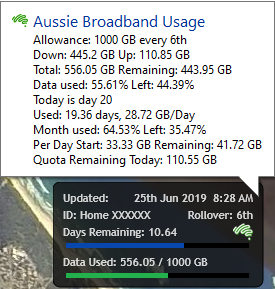 Aussie Broadband Usage
Allowance: 1000 GB every 6th
Down: 445.2 GB Up: 110.85 GB
Total: 556.05 GB Remaining: 443.95 GB
Data used: 55.61% Left: 44.39%
Today is day 20
Used: 19.36 days, 28.72 GB/Day
Month used: 64.53% Left: 35.47%
Per Day Start: 33.33 GB Remaining: 41.72 GB
Quota Remaining Today: 110.55 GB
Updated: 25th Jun 2019 8:28 AM
ID: Home XXXXXX Rollover: 6th
Days Remaining: 10.64
Data Used: 556.05 / 1000 GB